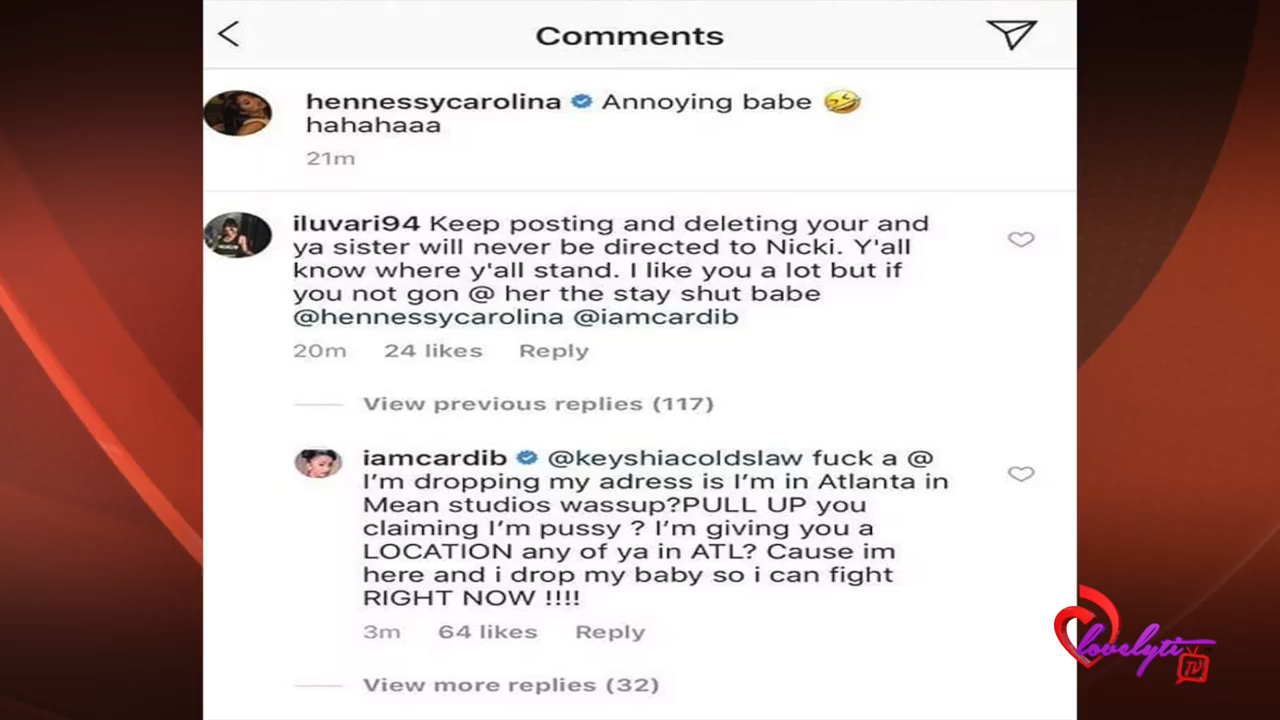 Comments
hennessycarolina Annoying babe 🤣
hahahaaa
21m
iluvari94 Keep posting and deleting your and
ya sister will never be directed to Nicki. Y'all
know where y'all stand. I like you a lot but if
you not gon @ her the stay shut babe
@hennessycarolina @iamcardib
20m 24 likes Reply
View previous replies (117)
iamcardib @keyshiacoldslaw fuck a @
I'm dropping my adress is I'm in Atlanta in
Mean studios wassup?PULL UP you
claiming I'm pussy ? I'm giving you a
LOCATION any of ya in ATL? Cause im
here and i drop my baby so i can fight
RIGHT NOW !!!!
3m 64 likes Reply
View more replies (32)
lovelyti
TV